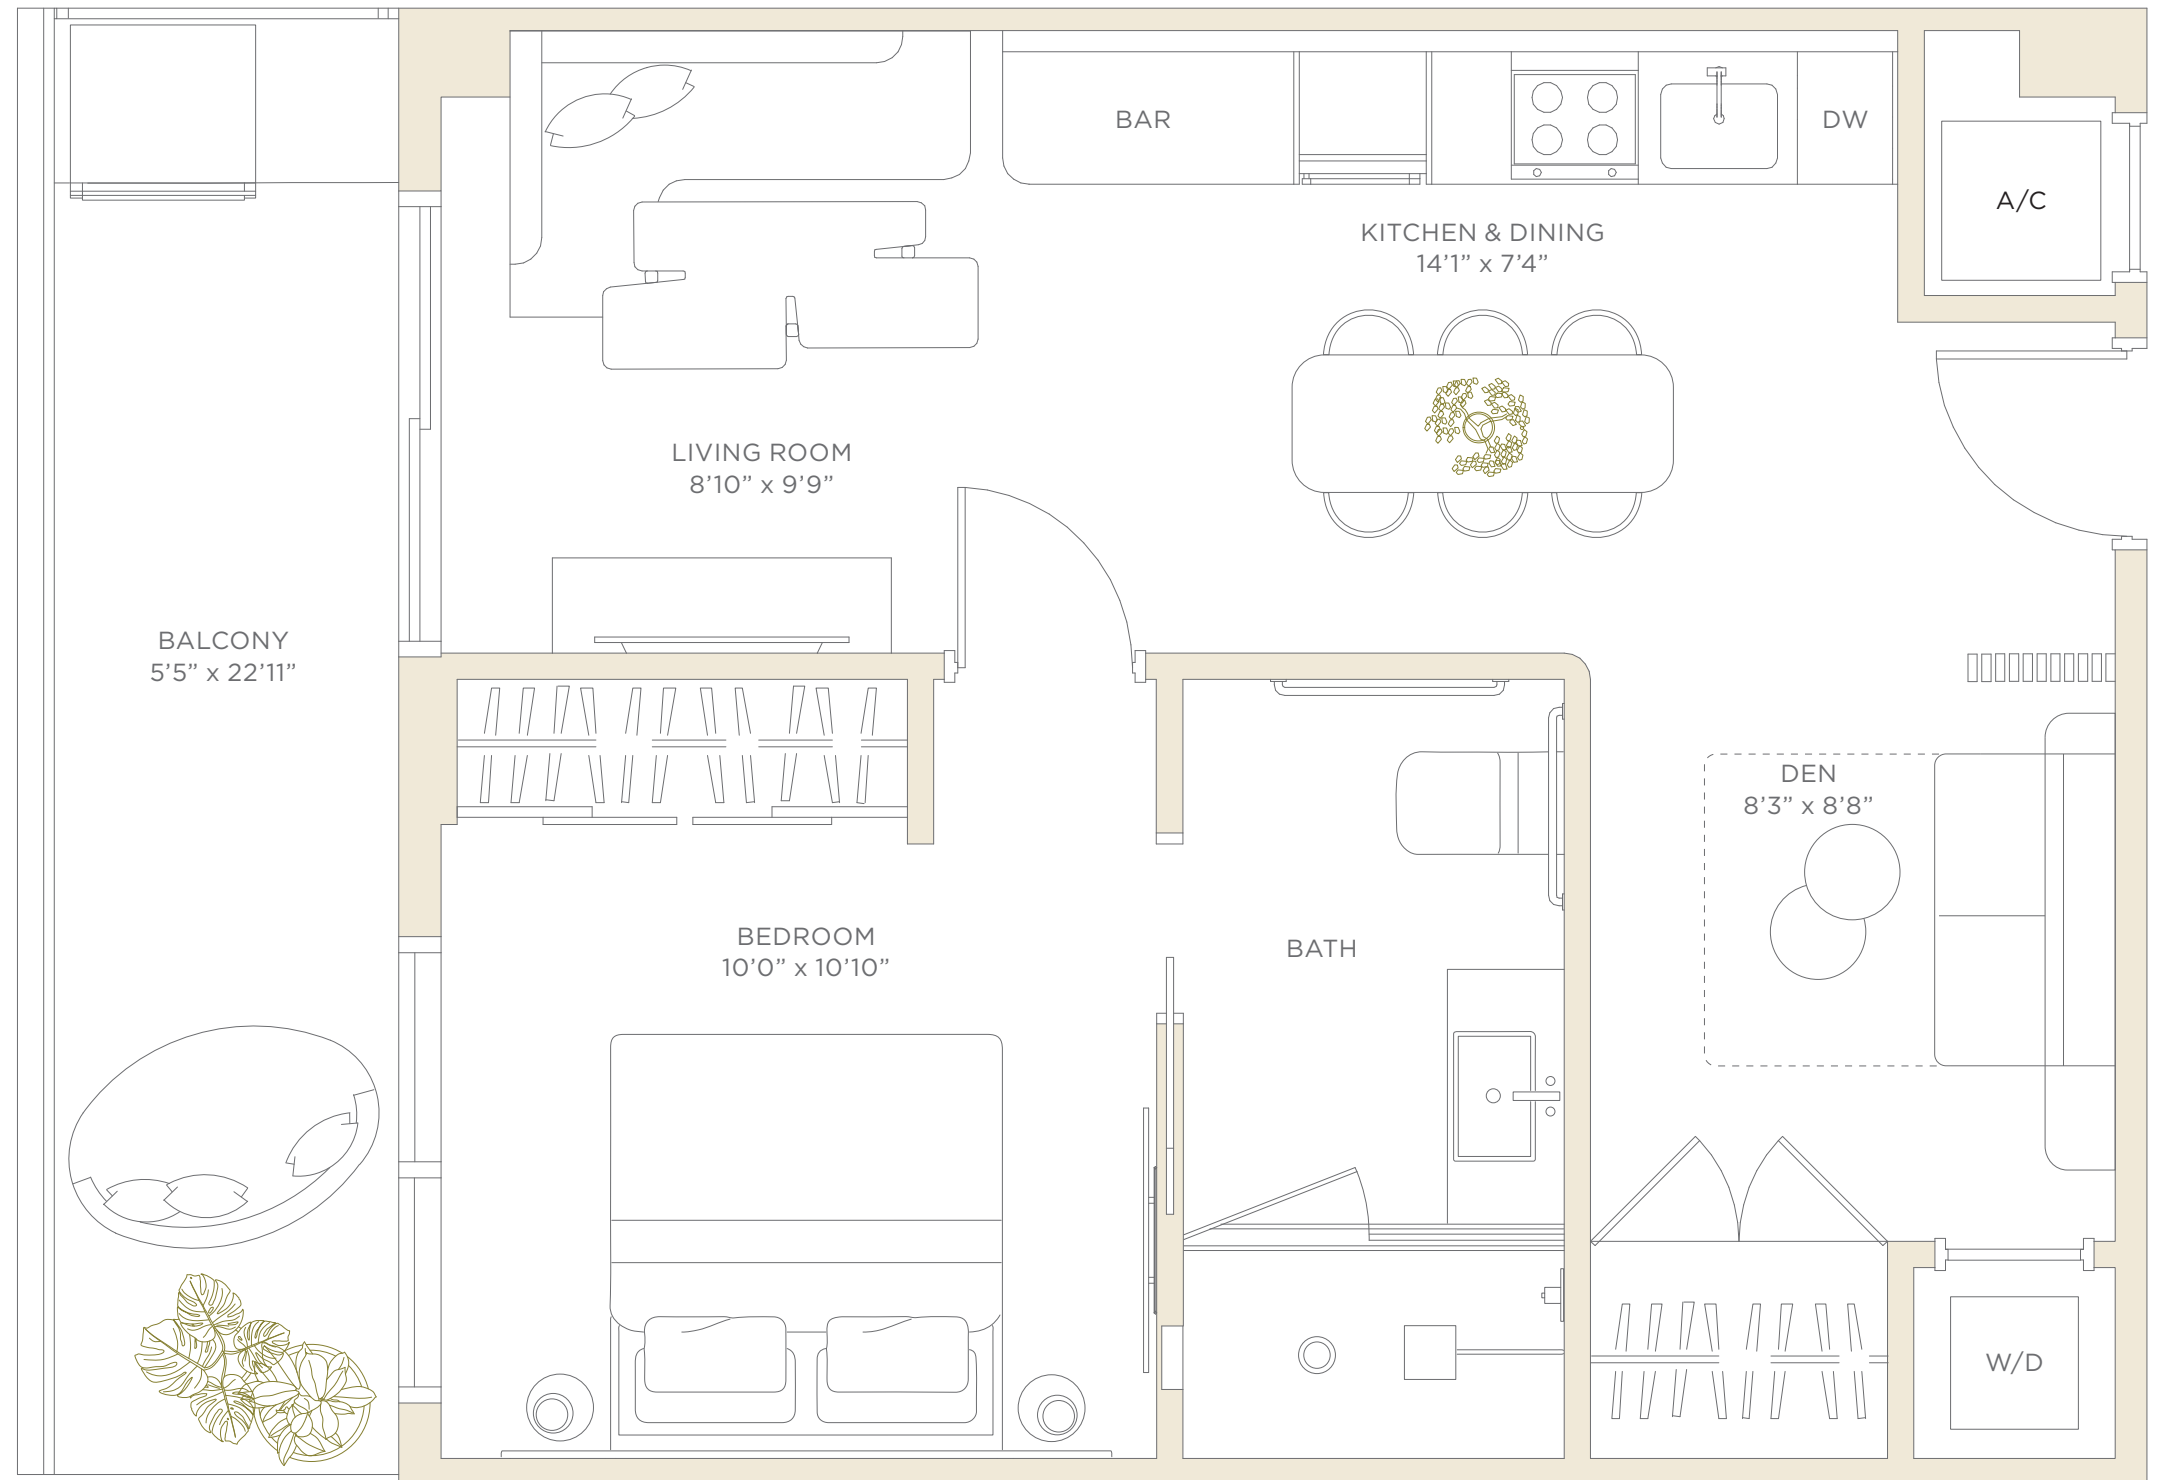 BAR
DW
A/C
KITCHEN & DINING
14’1” x 7’4”
LIVING ROOM
8’10” x 9’9”
BALCONY
5’5” x 22’11”
DEN
8’3” x 8’8”
BEDROOM
10’0” x 10’10”
BATH
W/D